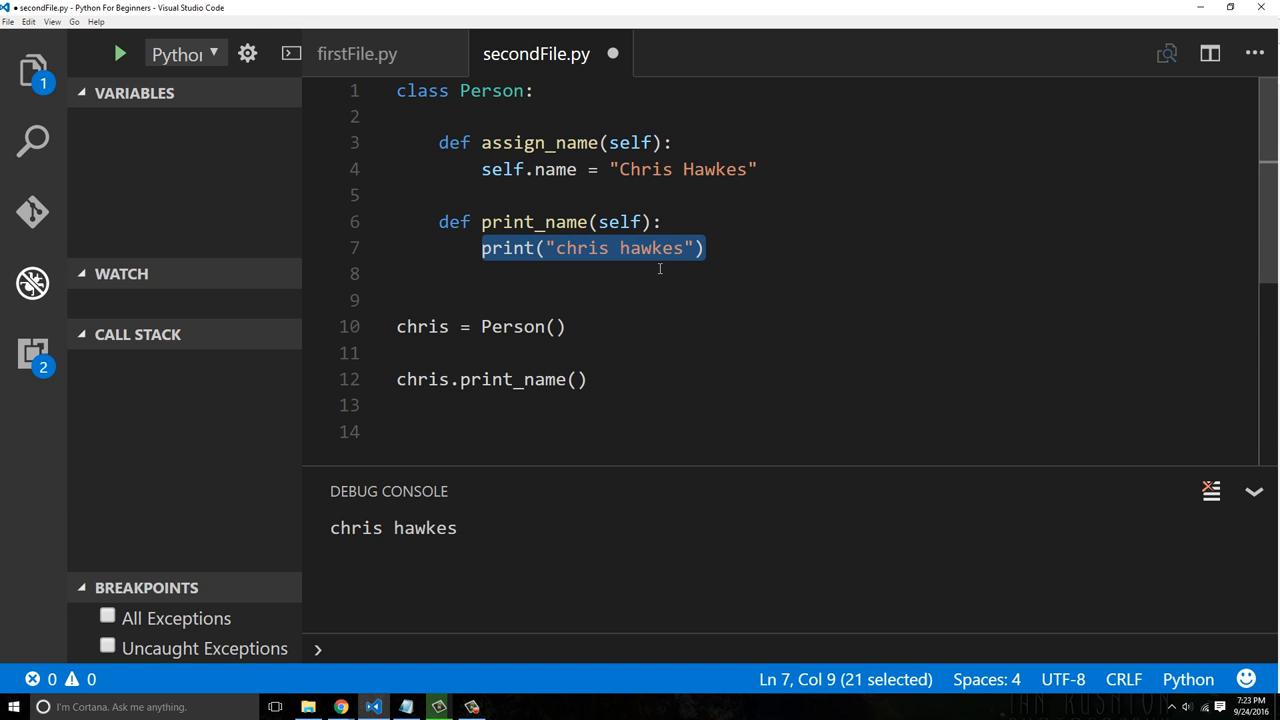 ● secondFile.py - Python For Beginners - Visual Studio Code
File Edit View Go Help
1
Pythor
firstFile.py
secondFile.py
VARIABLES
WATCH
CALL STACK
2
BREAKPOINTS
All Exceptions
Uncaught Exceptions
1 class Person:
2
3 def assign_name(self):
4 self.name = "Chris Hawkes"
5
6 def print_name(self):
7 print("chris hawkes")
8
9
10 chris = Person()
11
12 chris.print_name()
13
14
DEBUG CONSOLE
chris hawkes
0 0
Ln 7, Col 9 (21 selected) Spaces: 4 UTF-8 CRLF Python
I'm Cortana. Ask me anything.
7:23 PM
9/24/2016